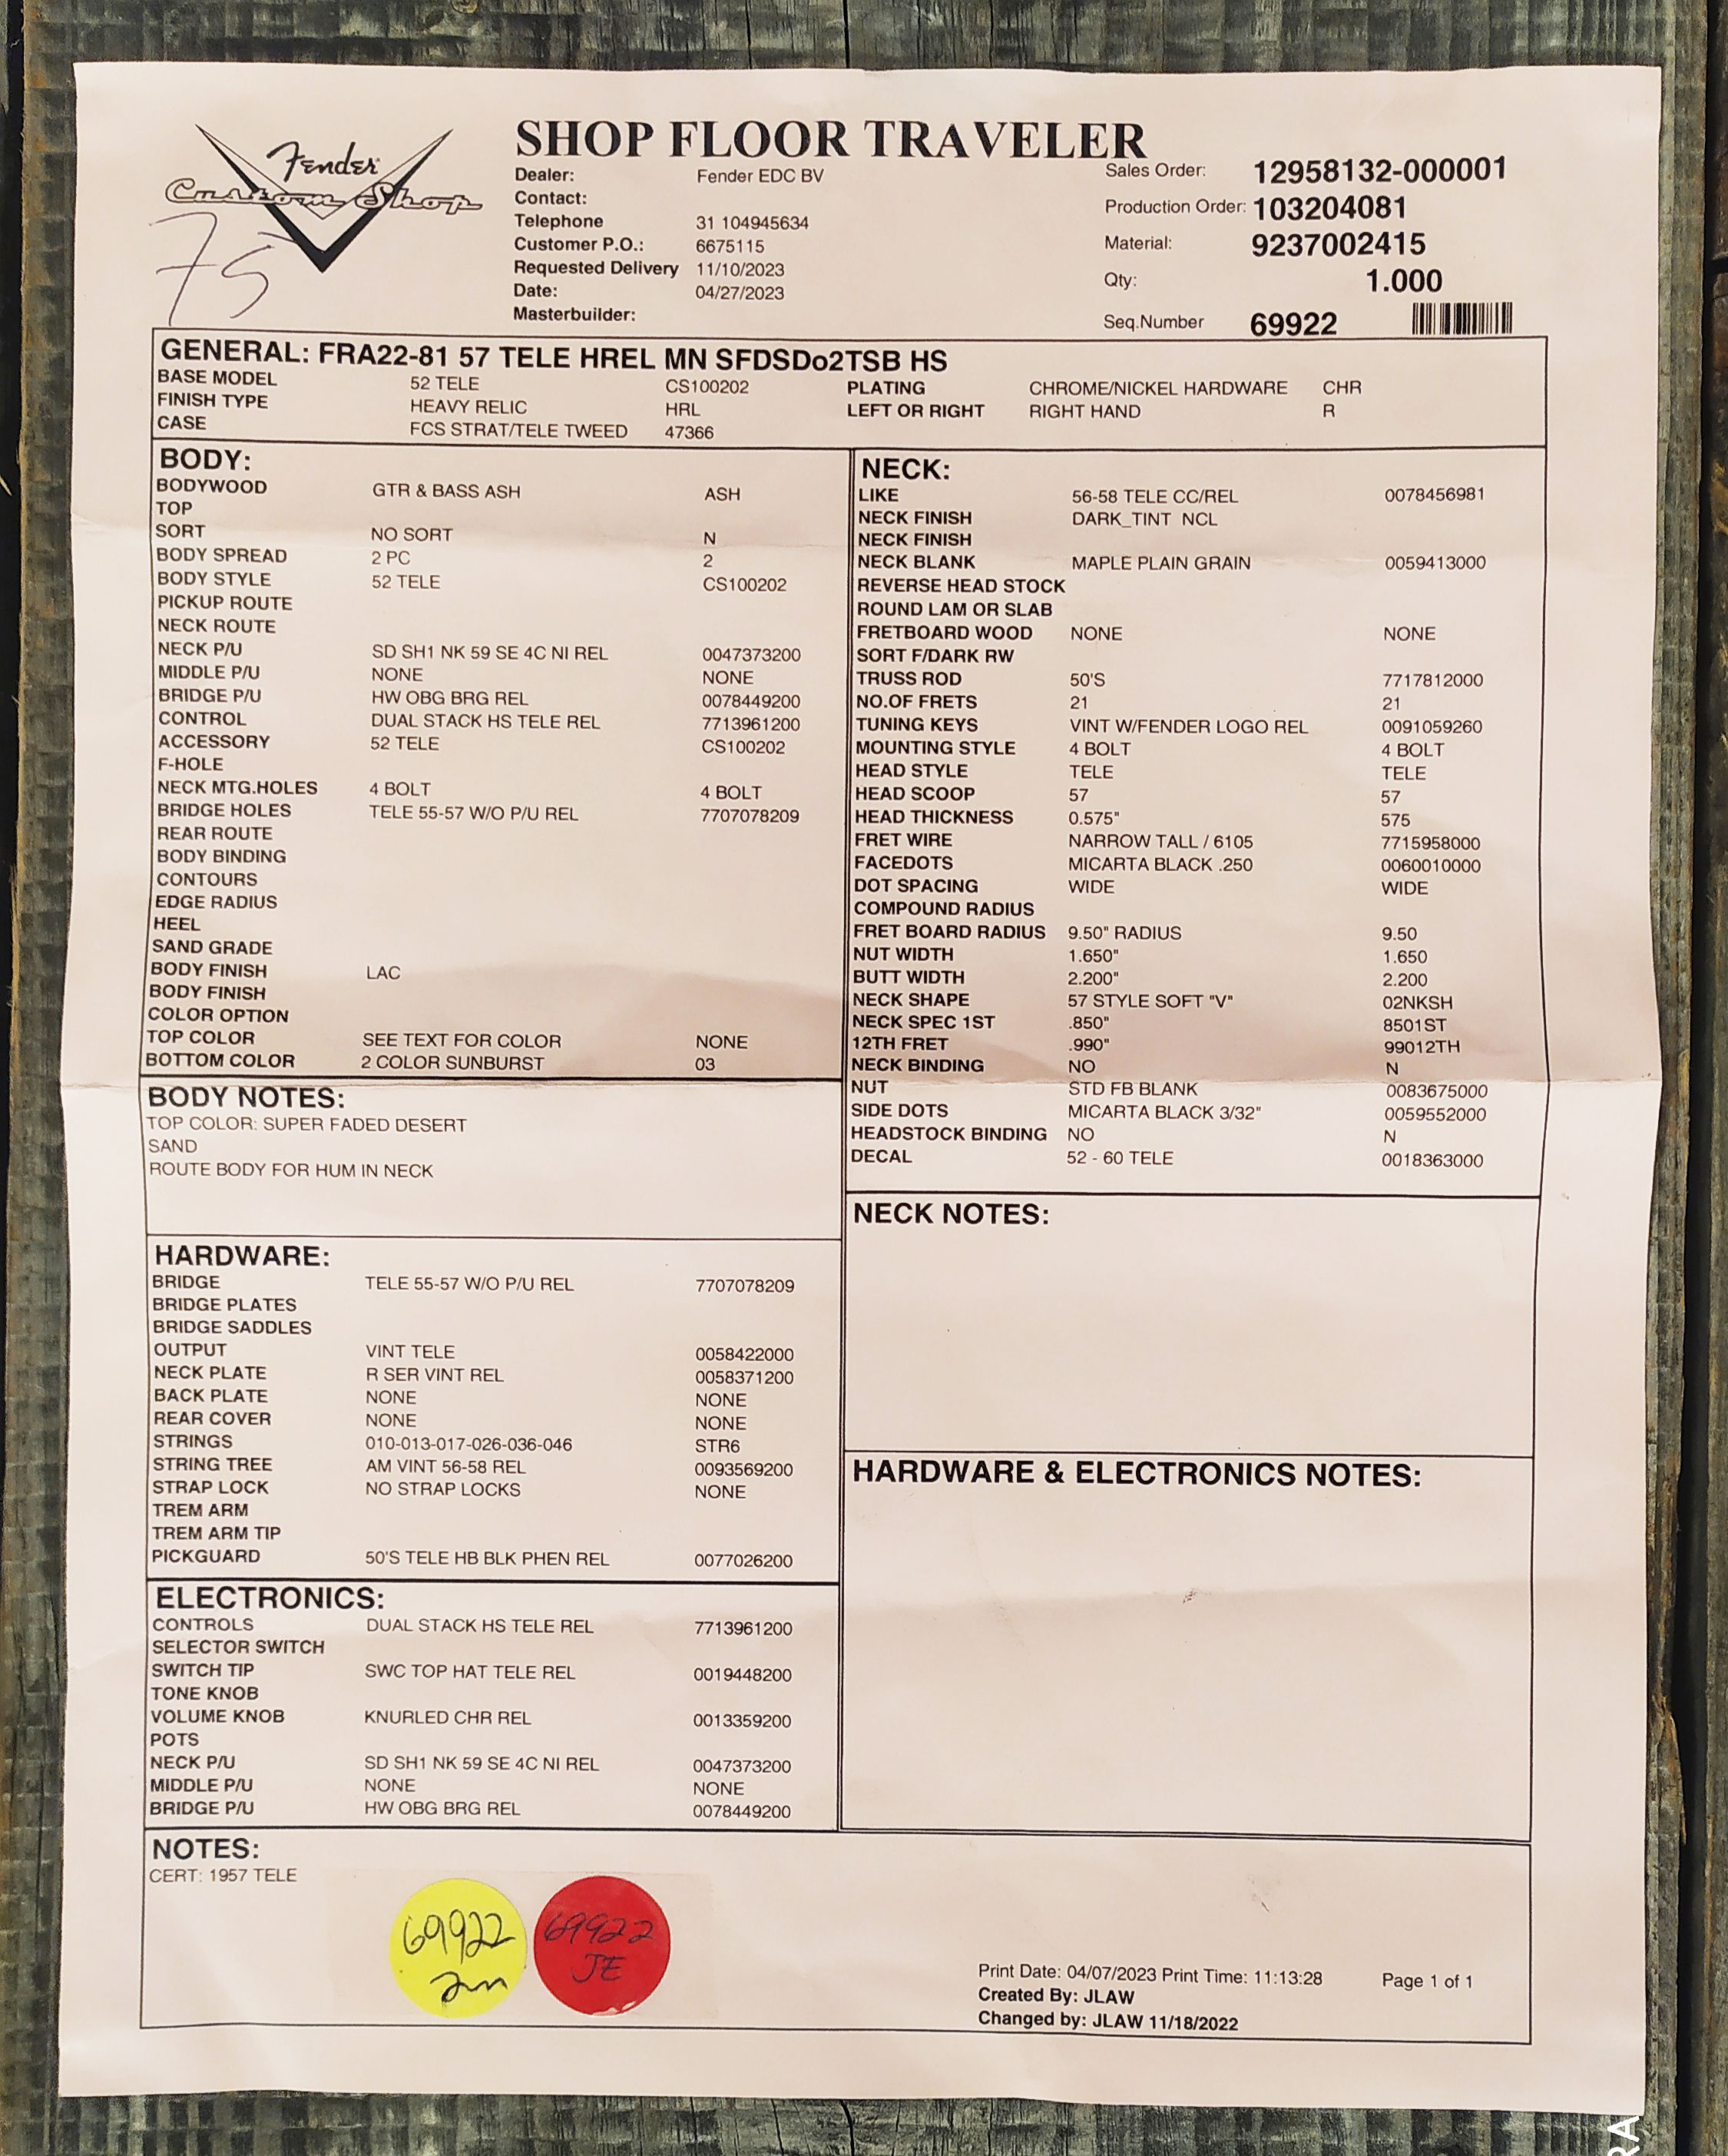 Fender
Custom Shop
75
SHOP FLOOR TRAVELER
Dealer: Fender EDC BV
Contact:
Telephone 31 104945634
Customer P.O.: 6675115
Requested Delivery 11/10/2023
Date: 04/27/2023
Masterbuilder:
Sales Order: 12958132-000001
Production Order: 103204081
Material: 9237002415
Qty: 1.000
Seq.Number 69922
GENERAL: FRA22-81 57 TELE HREL MN SFDSDo2TSB HS
BASE MODEL 52 TELE CS100202 PLATING CHROME/NICKEL HARDWARE CHR
FINISH TYPE HEAVY RELIC HRL LEFT OR RIGHT RIGHT HAND R
CASE FCS STRAT/TELE TWEED 47366
BODY:
BODYWOOD GTR & BASS ASH ASH
TOP
SORT NO SORT N
BODY SPREAD 2 PC 2
BODY STYLE 52 TELE CS100202
PICKUP ROUTE
NECK ROUTE
NECK P/U SD SH1 NK 59 SE 4C NI REL 0047373200
MIDDLE P/U NONE NONE
BRIDGE P/U HW OBG BRG REL 0078449200
CONTROL DUAL STACK HS TELE REL 7713961200
ACCESSORY 52 TELE CS100202
F-HOLE
NECK MTG.HOLES 4 BOLT 4 BOLT
BRIDGE HOLES TELE 55-57 W/O P/U REL 7707078209
REAR ROUTE
BODY BINDING
CONTOURS
EDGE RADIUS
HEEL
SAND GRADE
BODY FINISH LAC
BODY FINISH
COLOR OPTION
TOP COLOR SEE TEXT FOR COLOR NONE
BOTTOM COLOR 2 COLOR SUNBURST 03
BODY NOTES:
TOP COLOR: SUPER FADED DESERT
SAND
ROUTE BODY FOR HUM IN NECK
HARDWARE:
BRIDGE TELE 55-57 W/O P/U REL 7707078209
BRIDGE PLATES
BRIDGE SADDLES
OUTPUT VINT TELE 0058422000
NECK PLATE R SER VINT REL 0058371200
BACK PLATE NONE NONE
REAR COVER NONE NONE
STRINGS 010-013-017-026-036-046 STR6
STRING TREE AM VINT 56-58 REL 0093569200
STRAP LOCK NO STRAP LOCKS NONE
TREM ARM
TREM ARM TIP
PICKGUARD 50'S TELE HB BLK PHEN REL 0077026200
ELECTRONICS:
CONTROLS DUAL STACK HS TELE REL 7713961200
SELECTOR SWITCH
SWITCH TIP SWC TOP HAT TELE REL 0019448200
TONE KNOB
VOLUME KNOB KNURLED CHR REL 0013359200
POTS
NECK P/U SD SH1 NK 59 SE 4C NI REL 0047373200
MIDDLE P/U NONE NONE
BRIDGE P/U HW OBG BRG REL 0078449200
NECK:
LIKE 56-58 TELE CC/REL 0078456981
NECK FINISH DARK_TINT NCL
NECK FINISH
NECK BLANK MAPLE PLAIN GRAIN 0059413000
REVERSE HEAD STOCK
ROUND LAM OR SLAB
FRETBOARD WOOD NONE NONE
SORT F/DARK RW
TRUSS ROD 50'S 7717812000
NO.OF FRETS 21 21
TUNING KEYS VINT W/FENDER LOGO REL 0091059260
MOUNTING STYLE 4 BOLT 4 BOLT
HEAD STYLE TELE TELE
HEAD SCOOP 57 57
HEAD THICKNESS 0.575" 575
FRET WIRE NARROW TALL / 6105 7715958000
FACEDOTS MICARTA BLACK .250 0060010000
DOT SPACING WIDE WIDE
COMPOUND RADIUS
FRET BOARD RADIUS 9.50" RADIUS 9.50
NUT WIDTH 1.650" 1.650
BUTT WIDTH 2.200" 2.200
NECK SHAPE 57 STYLE SOFT "V" 02NKSH
NECK SPEC 1ST .850" 8501ST
12TH FRET .990" 99012TH
NECK BINDING NO N
NUT STD FB BLANK 0083675000
SIDE DOTS MICARTA BLACK 3/32" 0059552000
HEADSTOCK BINDING NO N
DECAL 52 - 60 TELE 0018363000
NECK NOTES:
HARDWARE & ELECTRONICS NOTES:
NOTES:
CERT: 1957 TELE
69922
69922
JE
Print Date: 04/07/2023 Print Time: 11:13:28 Page 1 of 1
Created By: JLAW
Changed by: JLAW 11/18/2022